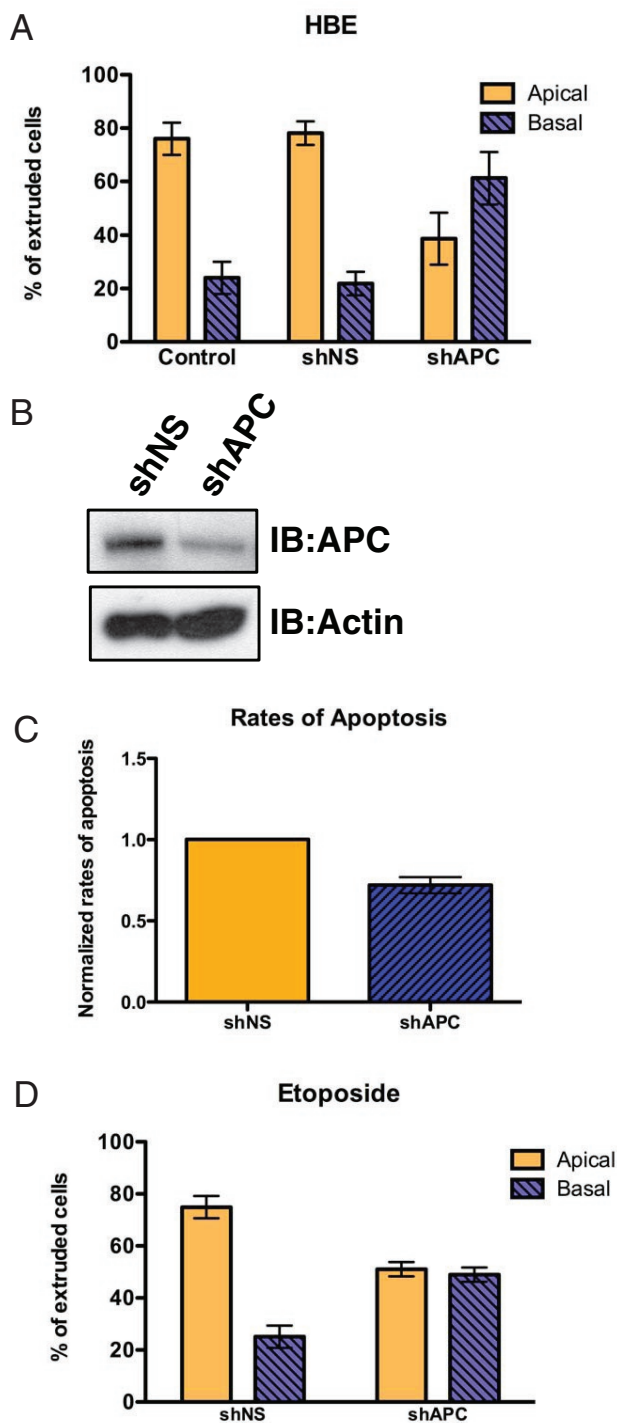 A
HBE
% of extruded cells
100
80
60
40
20
0
Apical
Basal
Control shNS shAPC
B
shNS shAPC
IB:APC
IB:Actin
C
Rates of Apoptosis
Normalized rates of apoptosis
1.5
1.0
0.5
0.0
shNS shAPC
D
Etoposide
% of extruded cells
100
80
60
40
20
0
Apical
Basal
shNS shAPC